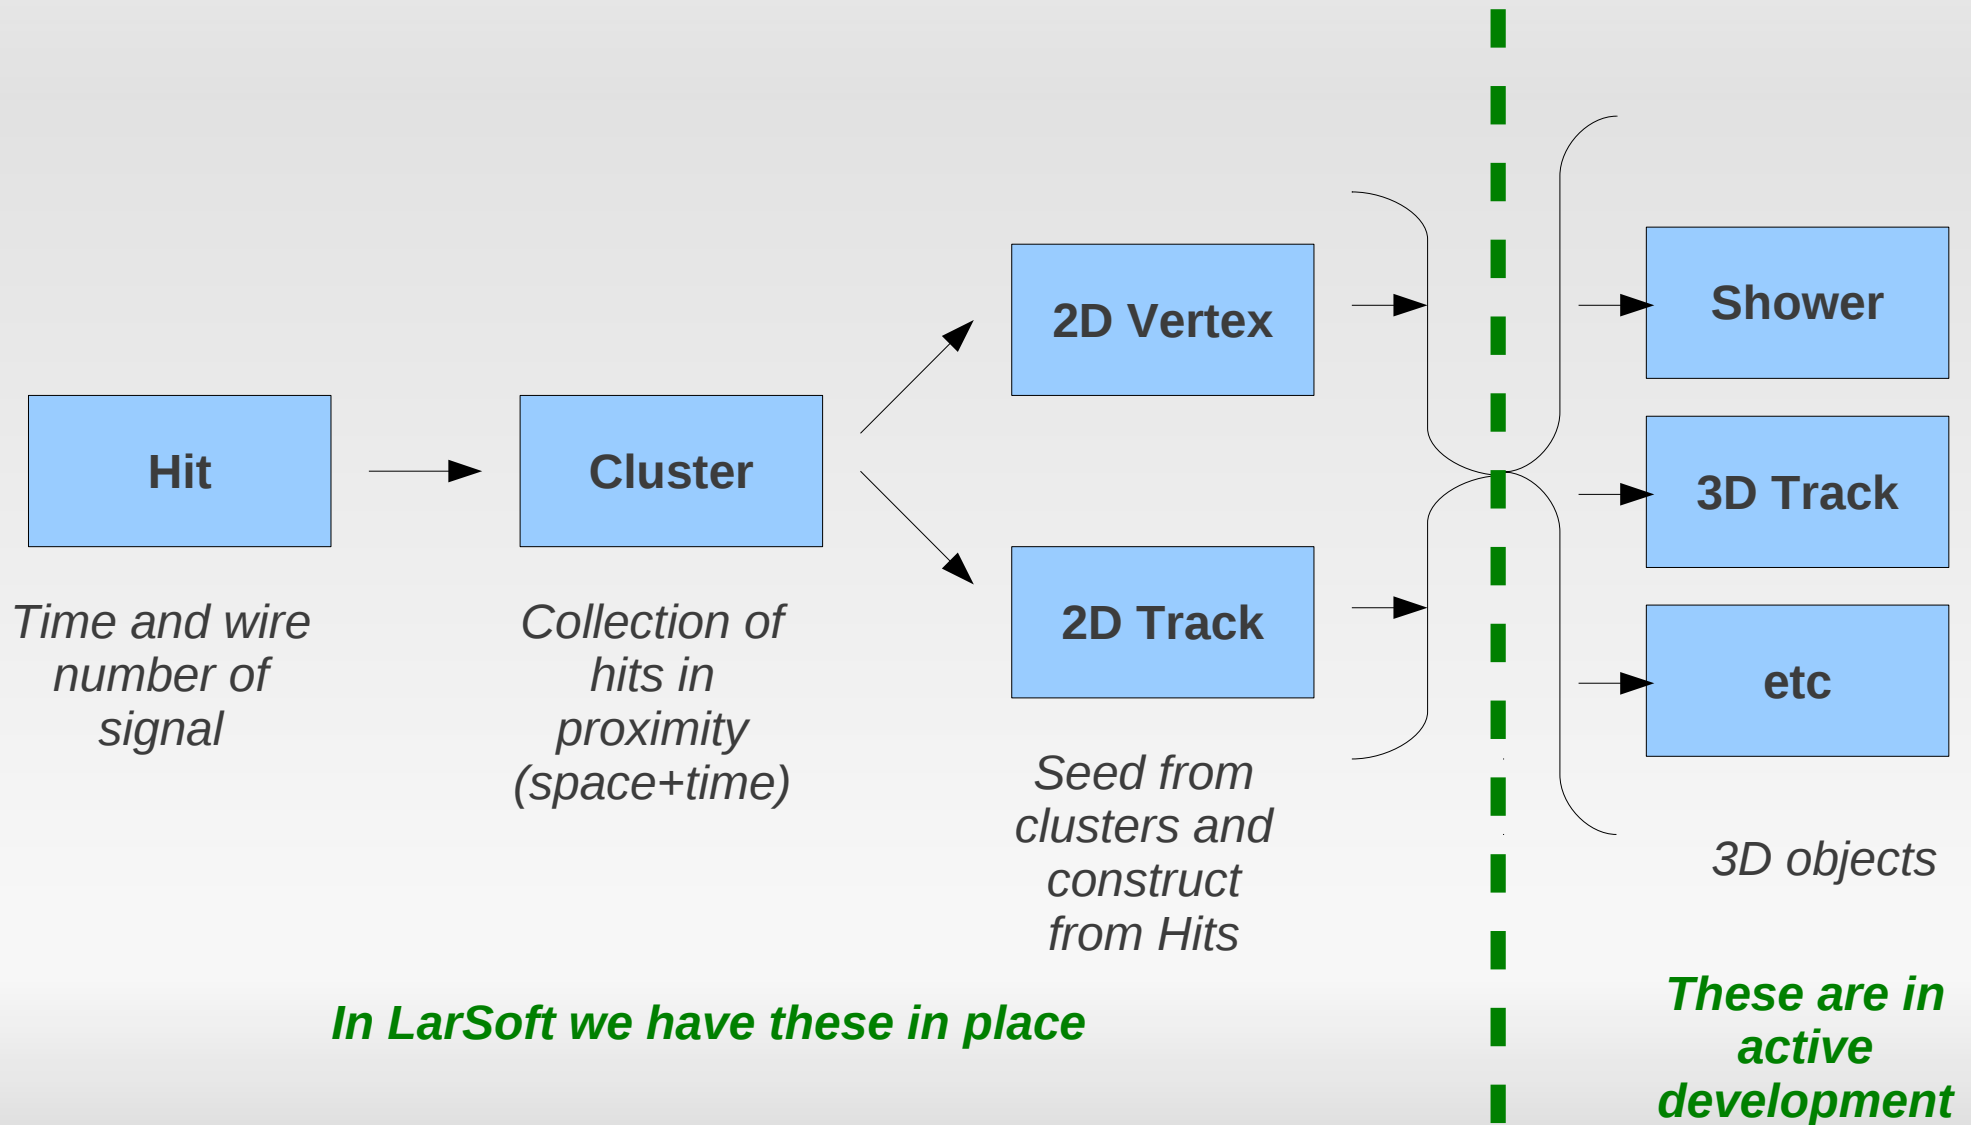 Hit
Time and wire
number of
signal
Cluster
Collection of
hits in
proximity
(space+time)
2D Vertex
2D Track
Seed from
clusters and
construct
from Hits
In LarSoft we have these in place
Shower
3D Track
etc
3D objects
These are in
active
development